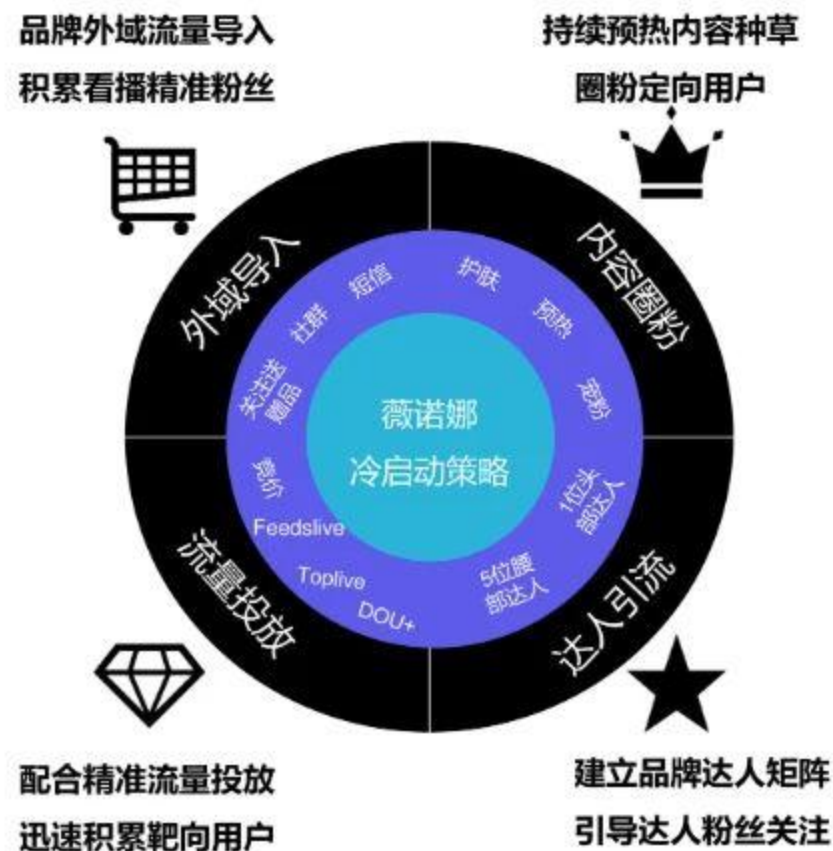 品牌外域流量导入
积累看播精准粉丝
持续预热内容种草
圈粉定向用户
外域导入
内容圈粉
短信
社群
关注送
赠品
护肤
预热
宠粉
薇诺娜
冷启动策略
竞价
Feedslive
Toplive
DOU+
1位头
部达人
5位腰
部达人
流量投放
达人引流
配合精准流量投放
迅速积累靶向用户
建立品牌达人矩阵
引导达人粉丝关注